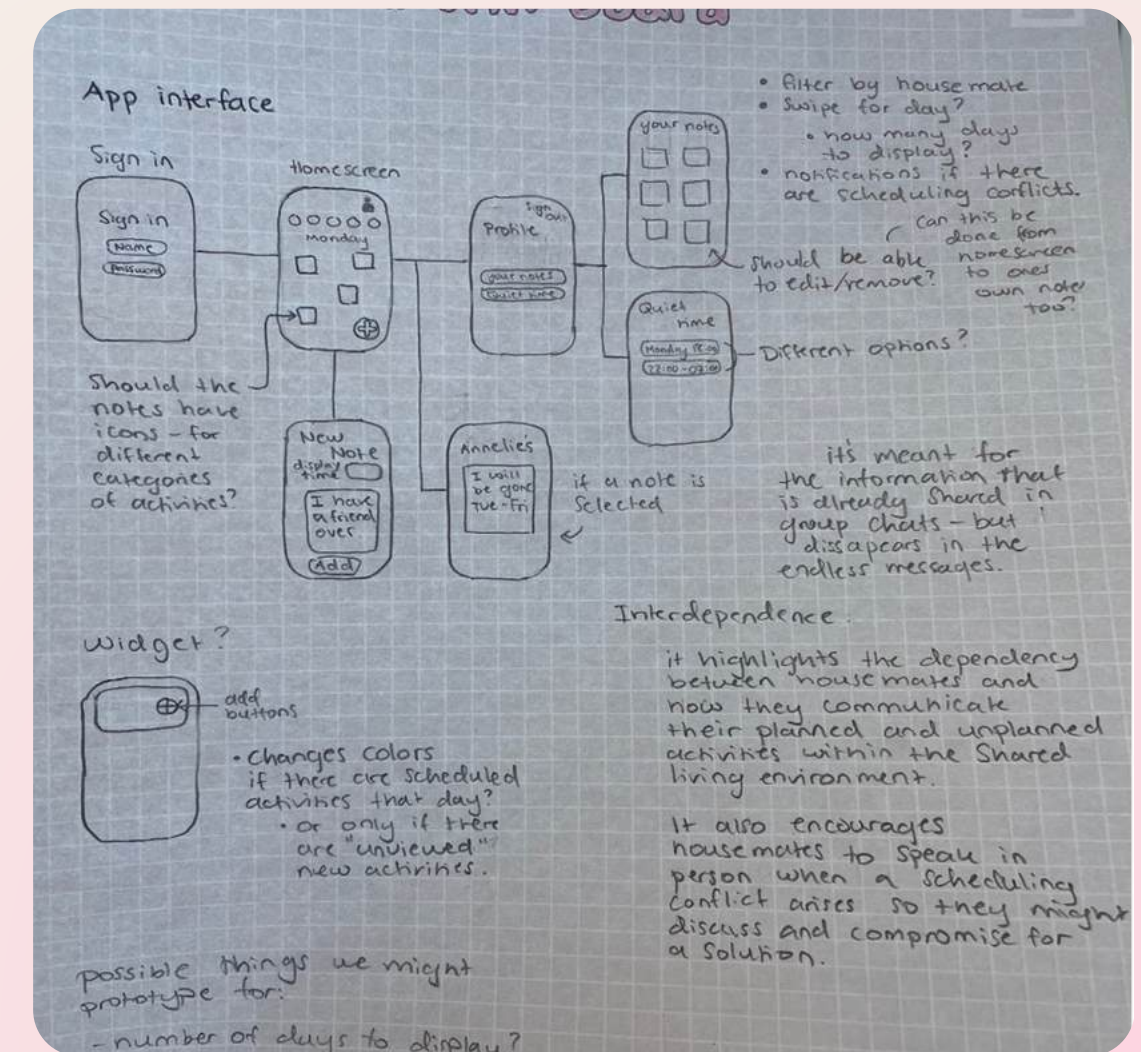 board
App interface
Sign in
Sign in
Name
Password
Homescreen
Monday
Should the
notes have
icons - for
different
categories
of activities?
New
Note
display
time
I have
a friend
over
Add
Sign
out
Profile
your notes
Quiet time
Annelie's
I will
be gone
Tue-Fri
if a note is
selected
your notes
should be able
to edit/remove?
can this be
done from
homescreen
to ones
own notes
too?
Quiet
time
Monday
22:00-07:00
Different options?
• filter by housemate
• Swipe for day?
• how many days
to display?
• notifications if there
are scheduling conflicts.
it's meant for
the information that
is already shared in
group chats - but
dissapears in the
endless messages.
Widget?
add
buttons
• Changes colors
if there are scheduled
activities that day?
• or only if there
are "unviewed"
new activities.
Interdependence.
it highlights the dependency
between housemates and
how they communicate
their planned and unplanned
activities within the shared
living environment.
It also encourages
housemates to speak in
person when a scheduling
conflict arises so they might
discuss and compromise for
a solution.
possible things we might
prototype for:
- number of days to display?